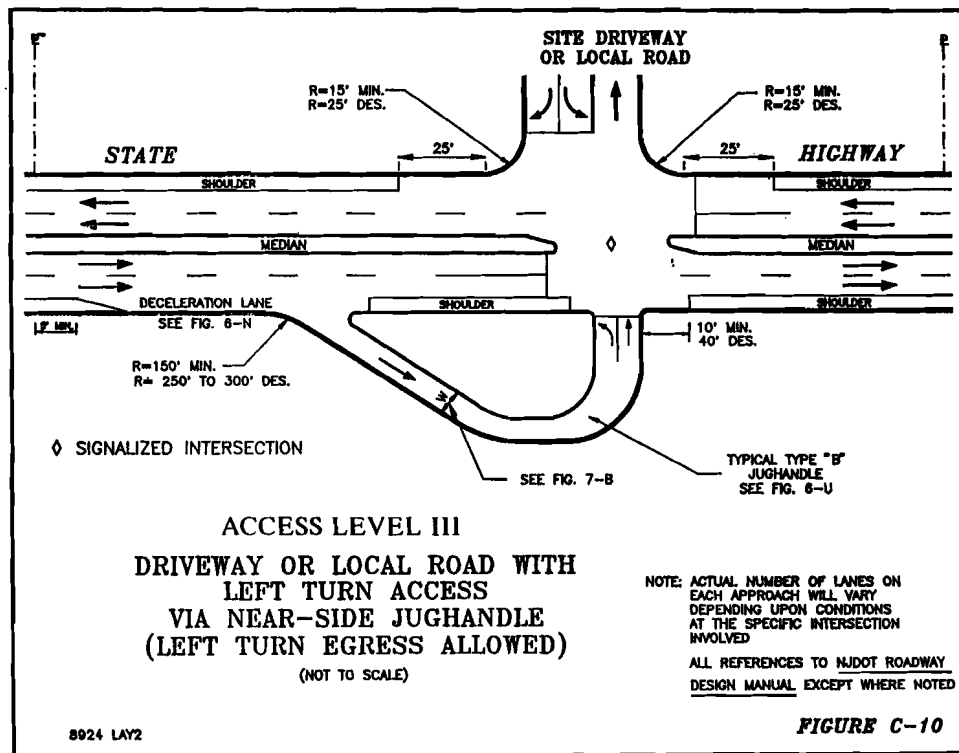 SITE DRIVEWAY
OR LOCAL ROAD
R=15' MIN.
R=25' DES.
R=15' MIN.
R=25' DES.
STATE
25'
25'
HIGHWAY
SHOULDER
SHOULDER
MEDIAN
MEDIAN
DECELERATION LANE
SEE FIG. 6-N
SHOULDER
SHOULDER
MIN.
10' MIN.
40' DES.
R=150' MIN.
R= 250' TO 300' DES.
W
◊ SIGNALIZED INTERSECTION
SEE FIG. 7-B
TYPICAL TYPE "B"
JUGHANDLE
SEE FIG. 6-U
ACCESS LEVEL III
DRIVEWAY OR LOCAL ROAD WITH
LEFT TURN ACCESS
VIA NEAR-SIDE JUGHANDLE
(LEFT TURN EGRESS ALLOWED)
(NOT TO SCALE)
NOTE: ACTUAL NUMBER OF LANES ON
EACH APPROACH WILL VARY
DEPENDING UPON CONDITIONS
AT THE SPECIFIC INTERSECTION
INVOLVED
ALL REFERENCES TO NJDOT ROADWAY
DESIGN MANUAL EXCEPT WHERE NOTED
8924 LAY2
FIGURE C-10